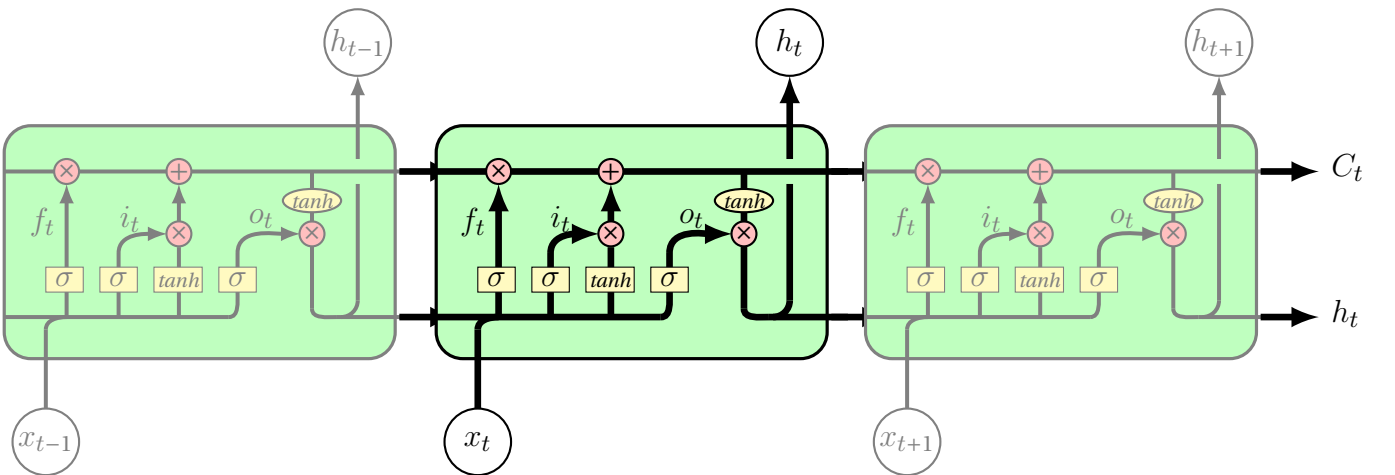 h_{t−1} h_t h_{t+1}
× + × + × + C_t
tanh tanh tanh
f_t i_t × o_t × f_t i_t × o_t × f_t i_t × o_t ×
σ σ tanh σ σ σ tanh σ σ σ tanh σ
h_t
x_{t−1} x_t x_{t+1}